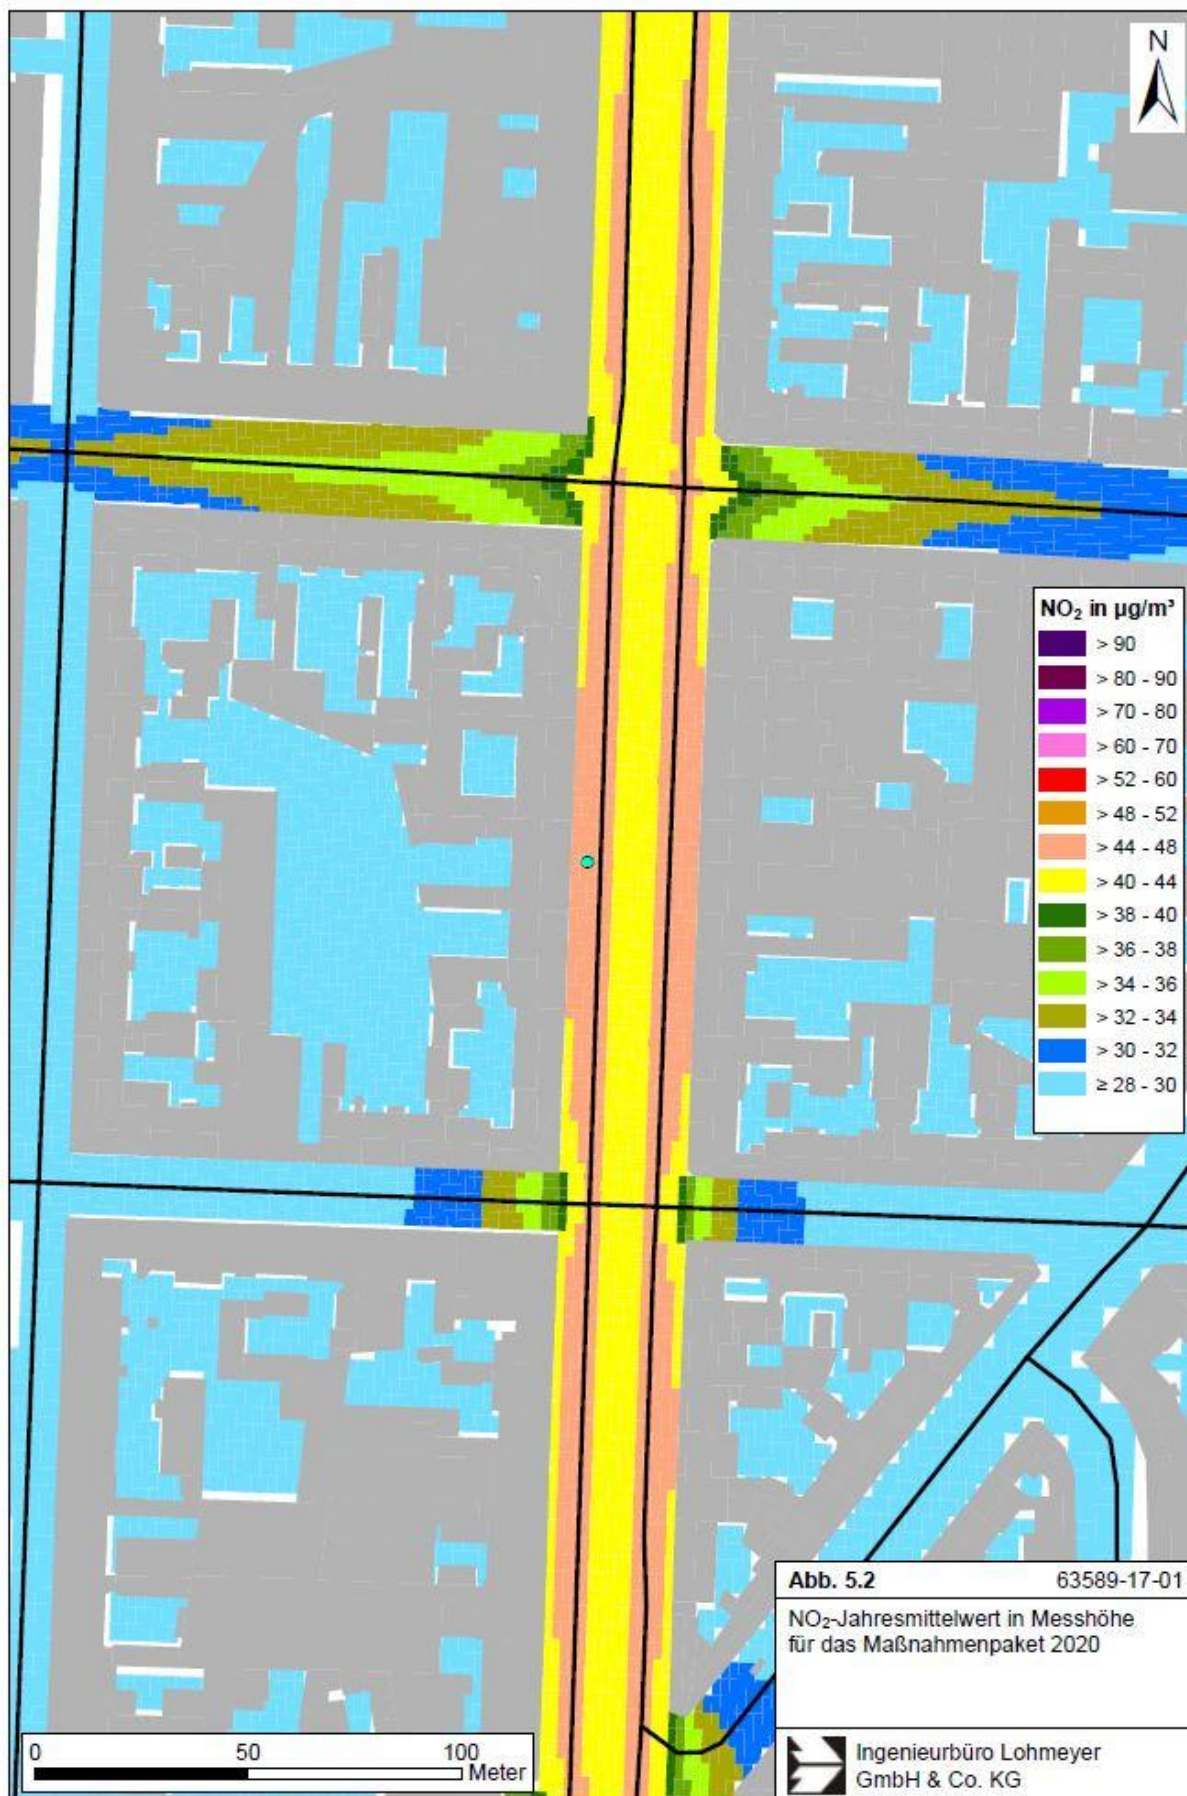 N
NO₂ in µg/m³
> 90
> 80 - 90
> 70 - 80
> 60 - 70
> 52 - 60
> 48 - 52
> 44 - 48
> 40 - 44
> 38 - 40
> 36 - 38
> 34 - 36
> 32 - 34
> 30 - 32
≥ 28 - 30
Abb. 5.2 63589-17-01
NO₂-Jahresmittelwert in Messhöhe
für das Maßnahmenpaket 2020
0 50 100
Meter
Ingenieurbüro Lohmeyer
GmbH & Co. KG